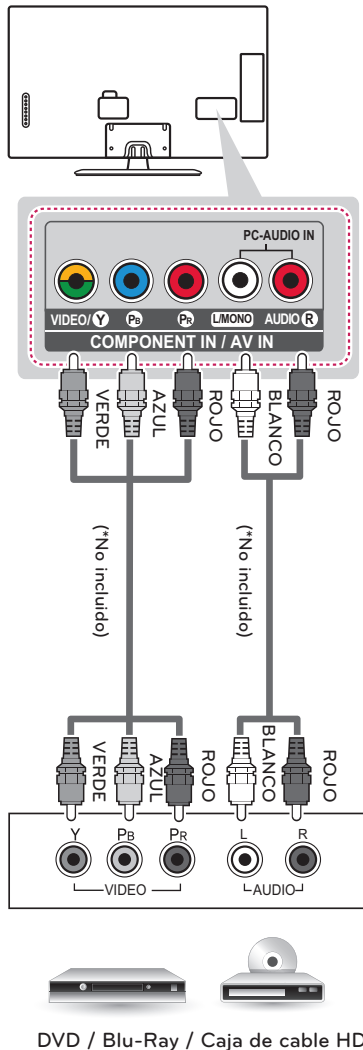 PC-AUDIO IN
VIDEO/ Y PB PR L/MONO AUDIO R
COMPONENT IN / AV IN
VERDE AZUL ROJO BLANCO ROJO
(*No incluido) (*No incluido)
VERDE AZUL ROJO BLANCO ROJO
Y PB PR L R
VIDEO AUDIO
DVD / Blu-Ray / Caja de cable HD